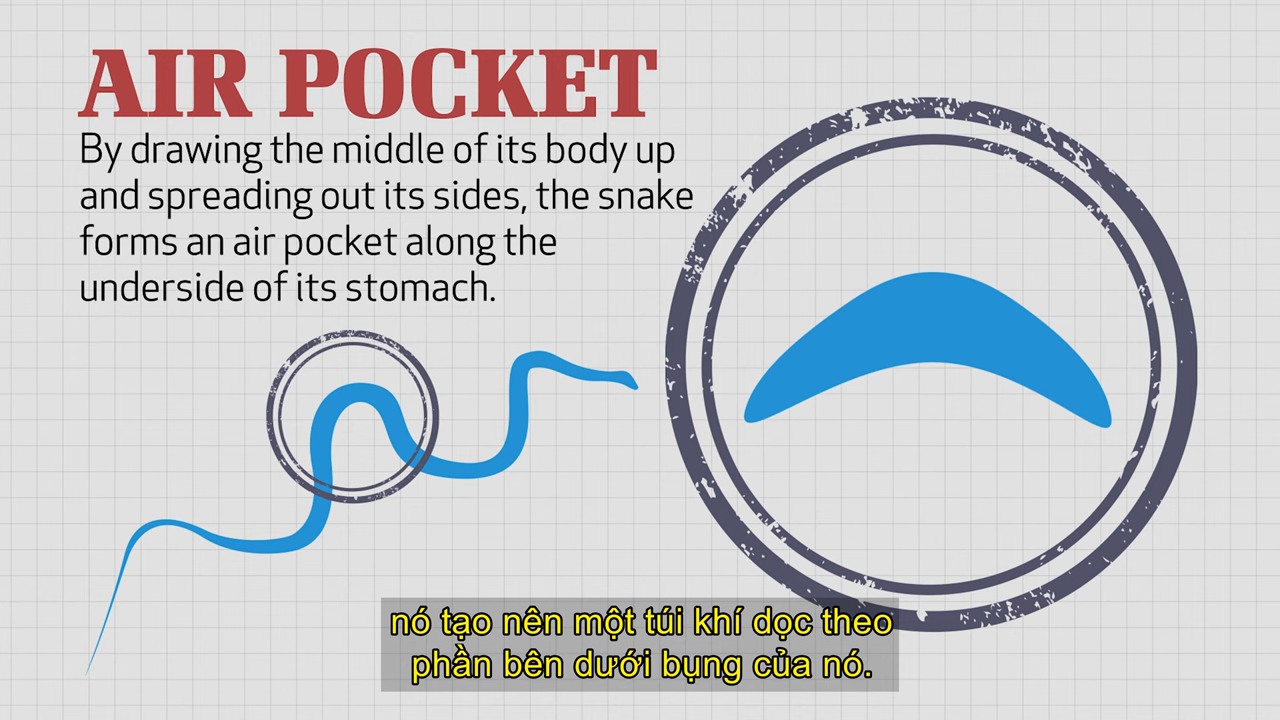 AIR POCKET
By drawing the middle of its body up
and spreading out its sides, the snake
forms an air pocket along the
underside of its stomach.
nó tạo nên một túi khí dọc theo
phần bên dưới bụng của nó.